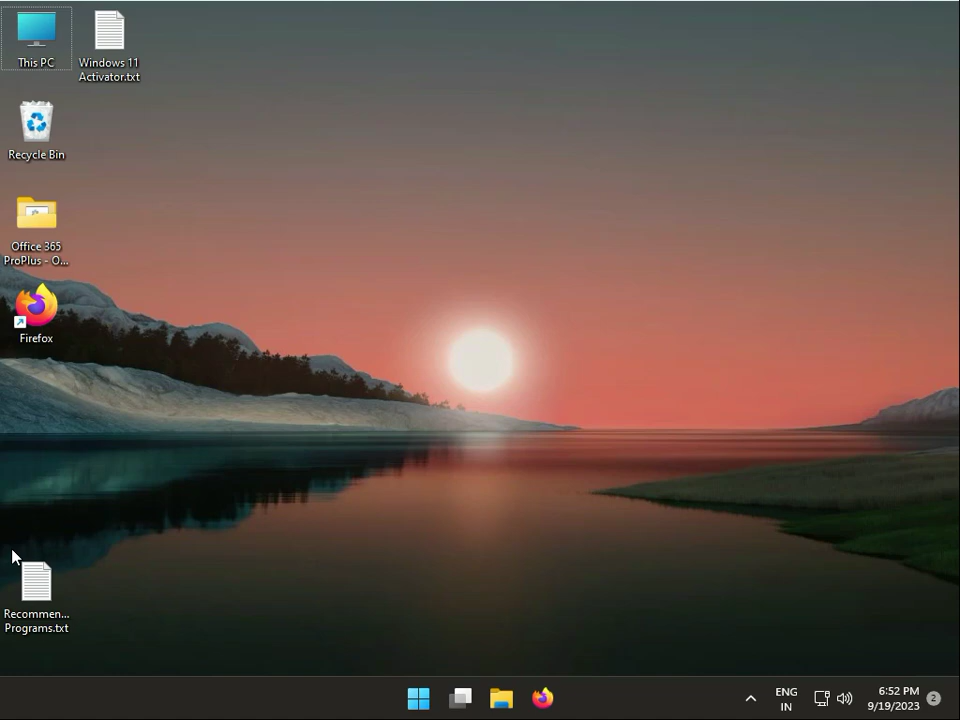 This PC
Windows 11
Activator.txt
Recycle Bin
Office 365
ProPlus - O...
Firefox
Recommen...
Programs.txt
ENG
IN
6:52 PM
9/19/2023
2